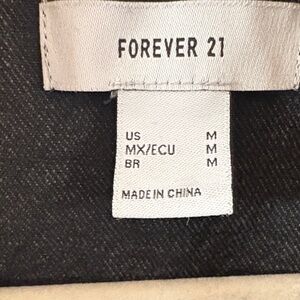 FOREVER 21
US M
MX/ECU M
BR M
MADE IN CHINA